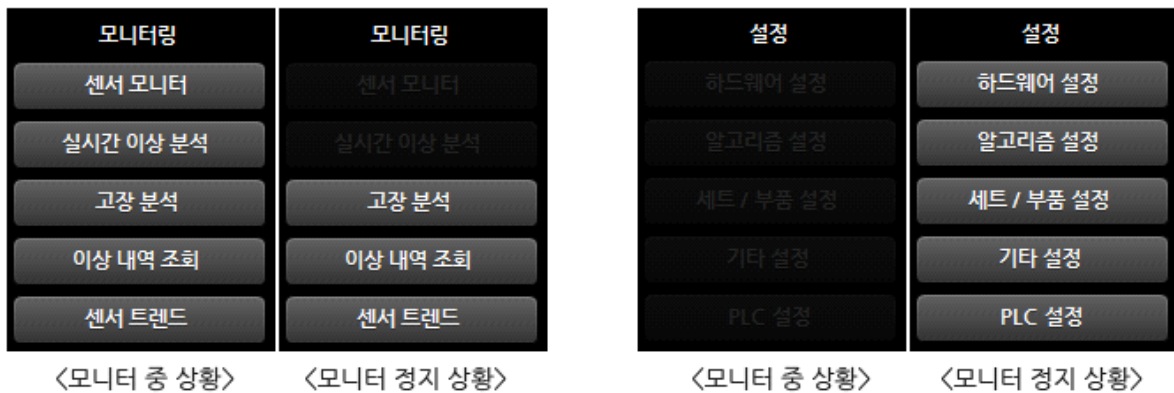 모니터링
센서 모니터
실시간 이상 분석
고장 분석
이상 내역 조회
센서 트렌드
<모니터 중 상황>
모니터링
센서 모니터
실시간 이상 분석
고장 분석
이상 내역 조회
센서 트렌드
<모니터 정지 상황>
설정
하드웨어 설정
알고리즘 설정
세트 / 부품 설정
기타 설정
PLC 설정
<모니터 중 상황>
설정
하드웨어 설정
알고리즘 설정
세트 / 부품 설정
기타 설정
PLC 설정
<모니터 정지 상황>